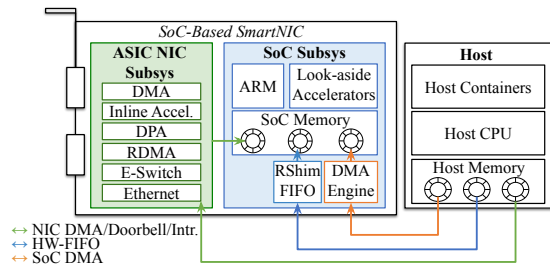 SoC-Based SmartNIC
ASIC NIC
Subsys
DMA
Inline Accel.
DPA
RDMA
E-Switch
Ethernet
SoC Subsys
ARM
Look-aside
Accelerators
SoC Memory
RShim
FIFO
DMA
Engine
Host
Host Containers
Host CPU
Host Memory
NIC DMA/Doorbell/Intr.
HW-FIFO
SoC DMA